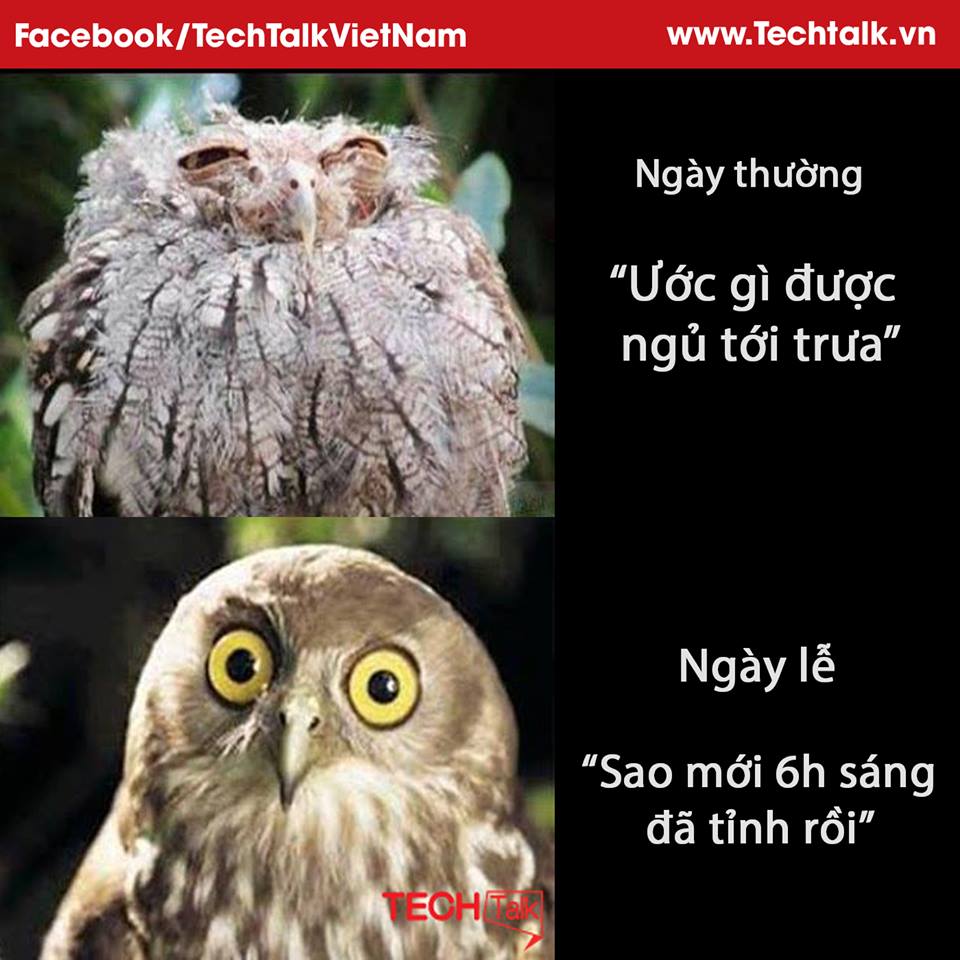 Facebook/TechTalkVietNam
www.Techtalk.vn
Ngày thường
“Ước gì được
ngủ tới trưa”
Ngày lễ
“Sao mới 6h sáng
đã tỉnh rồi”
TECH Talk